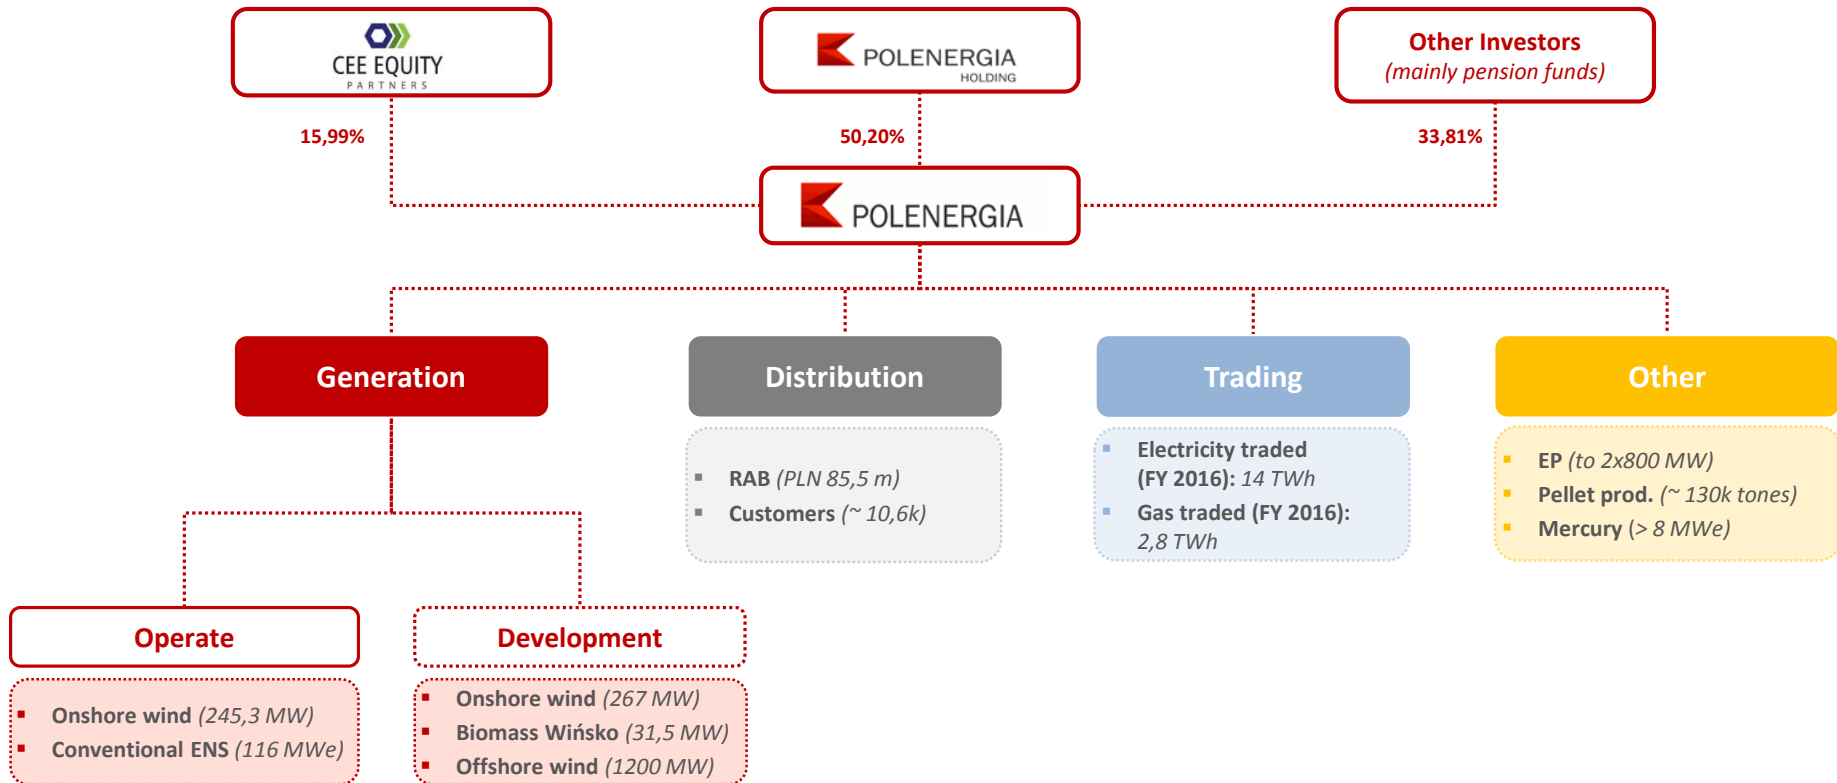 CEE EQUITY
PARTNERS
POLENERGIA
HOLDING
Other Investors
(mainly pension funds)
15,99%
50,20%
33,81%
POLENERGIA
Generation
Distribution
Trading
Other
RAB (PLN 85,5 m)
Customers (~ 10,6k)
Electricity traded
(FY 2016): 14 TWh
Gas traded (FY 2016):
2,8 TWh
EP (to 2x800 MW)
Pellet prod. (~ 130k tones)
Mercury (> 8 MWe)
Operate
Development
Onshore wind (245,3 MW)
Conventional ENS (116 MWe)
Onshore wind (267 MW)
Biomass Wińsko (31,5 MW)
Offshore wind (1200 MW)